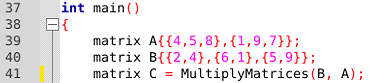 37 int main()
38 {
39 matrix A{{4,5,8},{1,9,7}};
40 matrix B{{2,4},{6,1},{5,9}};
41 matrix C = MultiplyMatrices(B, A);